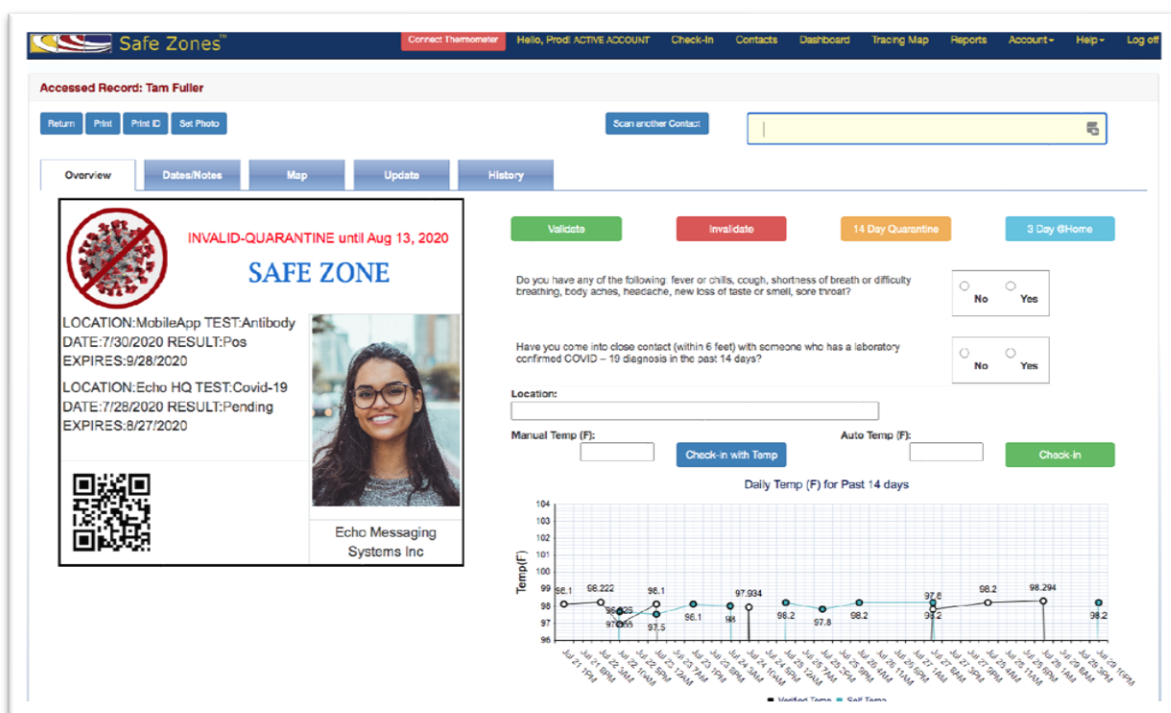 Safe Zones™
Connect Thermometer Hello, Prod! ACTIVE ACCOUNT Check-In Contacts Dashboard Tracing Map Reports Account Help Log off
Accessed Record: Tam Fuller
Return Print Print ID Set Photo Scan another Contact
Overview Dates/Notes Map Update History
INVALID-QUARANTINE until Aug 13, 2020
SAFE ZONE
LOCATION:MobileApp TEST:Antibody
DATE:7/30/2020 RESULT:Pos
EXPIRES:9/28/2020
LOCATION:Echo HQ TEST:Covid-19
DATE:7/28/2020 RESULT:Pending
EXPIRES:8/27/2020
Echo Messaging
Systems Inc
Validate Invalidate 14 Day Quarantine 3 Day @Home
Do you have any of the following: fever or chills, cough, shortness of breath or difficulty
breathing, body aches, headache, new loss of taste or smell, sore throat?
No Yes
Have you come into close contact (within 6 feet) with someone who has a laboratory
confirmed COVID – 19 diagnosis in the past 14 days?
No Yes
Location:
Manual Temp (F): Check-in with Temp Auto Temp (F): Check-in
Daily Temp (F) for Past 14 days
Temp(F)
104
103
102
101
100
99
98
97
96
98.1 98.222 98.1 97.934 97.8 98.2 98.294
97.5 98.1 98 98.2 97.8 98.2 98.2 98.2
Verified Temp Self Temp